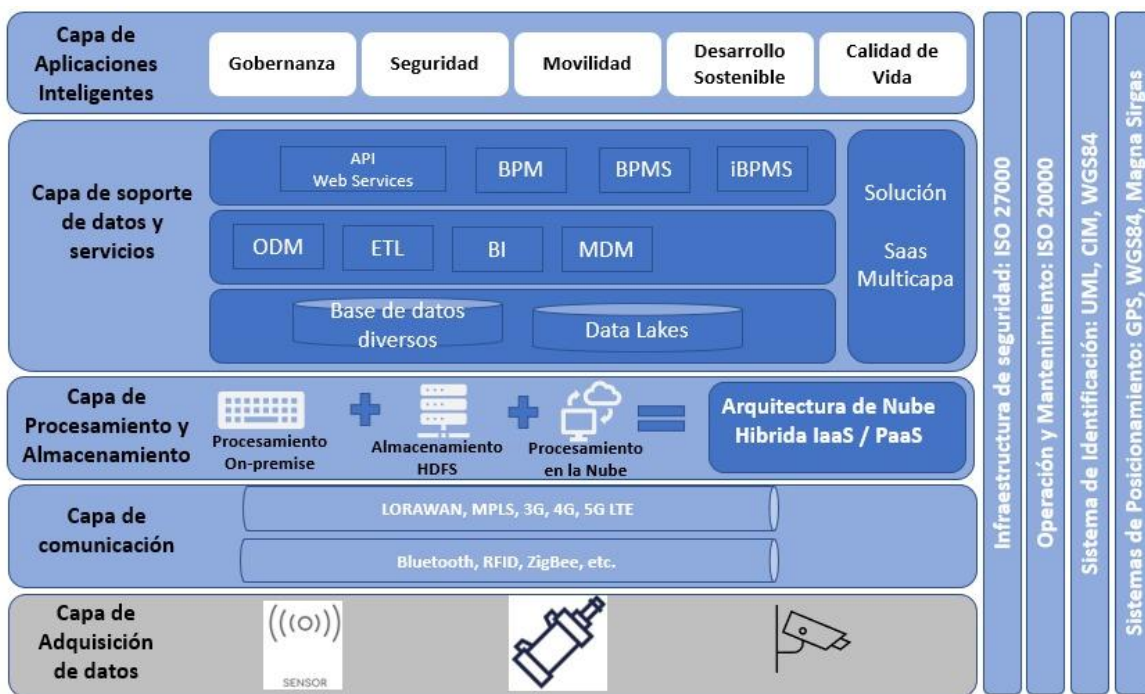 Capa de
Aplicaciones
Inteligentes
Gobernanza
Seguridad
Movilidad
Desarrollo
Sostenible
Calidad de
Vida
Capa de soporte
de datos y
servicios
API
Web Services
BPM
BPMS
iBPMS
ODM
ETL
BI
MDM
Base de datos
diversos
Data Lakes
Solución
Saas
Multicapa
Capa de
Procesamiento y
Almacenamiento
Procesamiento
On-premise
Almacenamiento
HDFS
Procesamiento
en la Nube
Arquitectura de Nube
Hibrida IaaS / PaaS
Capa de
comunicación
LORAWAN, MPLS, 3G, 4G, 5G LTE
Bluetooth, RFID, ZigBee, etc.
Capa de
Adquisición
de datos
SENSOR
Infraestructura de seguridad: ISO 27000
Operación y Mantenimiento: ISO 20000
Sistema de Identificación: UML, CIM, WGS84
Sistemas de Posicionamiento: GPS, WGS84, Magna Sirgas